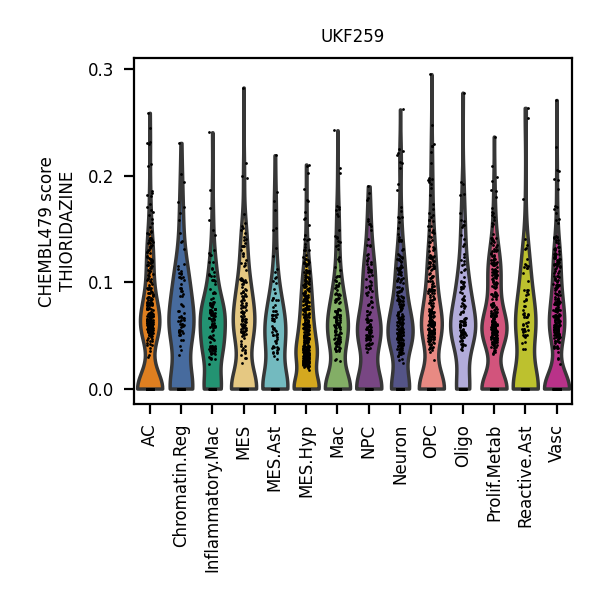 UKF259
CHEMBL479 score
THIORIDAZINE
0.3
0.2
0.1
0.0
AC
Chromatin.Reg
Inflammatory.Mac
MES
MES.Ast
MES.Hyp
Mac
NPC
Neuron
OPC
Oligo
Prolif.Metab
Reactive.Ast
Vasc